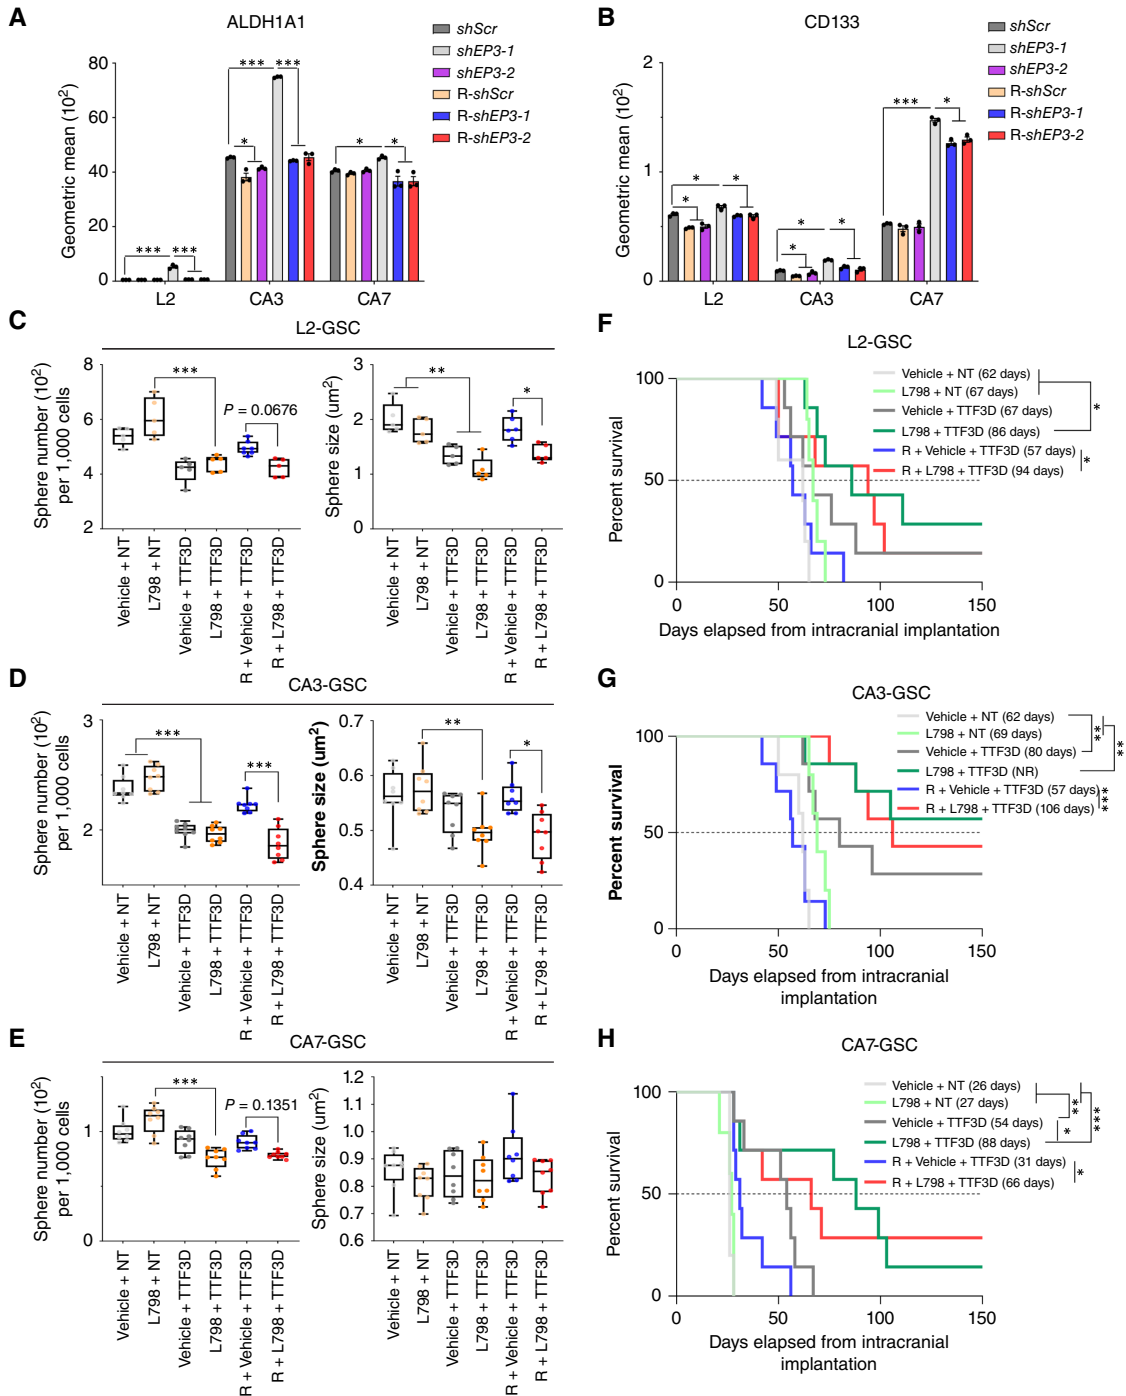 A
ALDH1A1
Geometric mean (10²)
80
60
40
20
0
***
***
*
*
*
***
***
L2
CA3
CA7
shScr
shEP3-1
shEP3-2
R-shScr
R-shEP3-1
R-shEP3-2
B
CD133
Geometric mean (10²)
2
1
0
*
*
*
*
*
*
***
*
L2
CA3
CA7
shScr
shEP3-1
shEP3-2
R-shScr
R-shEP3-1
R-shEP3-2
C
L2-GSC
Sphere number (10²)
per 1,000 cells
8
6
4
2
***
P = 0.0676
Vehicle + NT
L798 + NT
Vehicle + TTF3D
L798 + TTF3D
R + Vehicle + TTF3D
R + L798 + TTF3D
Sphere size (um²)
3
2
1
0
**
*
Vehicle + NT
L798 + NT
Vehicle + TTF3D
L798 + TTF3D
R + Vehicle + TTF3D
R + L798 + TTF3D
D
CA3-GSC
Sphere number (10²)
per 1,000 cells
3
2
***
***
Vehicle + NT
L798 + NT
Vehicle + TTF3D
L798 + TTF3D
R + Vehicle + TTF3D
R + L798 + TTF3D
Sphere size (um²)
0.7
0.6
0.5
0.4
**
*
Vehicle + NT
L798 + NT
Vehicle + TTF3D
L798 + TTF3D
R + Vehicle + TTF3D
R + L798 + TTF3D
E
CA7-GSC
Sphere number (10²)
per 1,000 cells
1
0
***
P = 0.1351
Vehicle + NT
L798 + NT
Vehicle + TTF3D
L798 + TTF3D
R + Vehicle + TTF3D
R + L798 + TTF3D
Sphere size (um²)
1.2
1.1
1.0
0.9
0.8
0.7
0.6
Vehicle + NT
L798 + NT
Vehicle + TTF3D
L798 + TTF3D
R + Vehicle + TTF3D
R + L798 + TTF3D
F
L2-GSC
Vehicle + NT (62 days)
L798 + NT (67 days)
Vehicle + TTF3D (67 days)
L798 + TTF3D (86 days)
R + Vehicle + TTF3D (57 days)
R + L798 + TTF3D (94 days)
*
*
Percent survival
100
50
0
0
50
100
150
Days elapsed from intracranial implantation
G
CA3-GSC
Vehicle + NT (62 days)
L798 + NT (69 days)
Vehicle + TTF3D (80 days)
L798 + TTF3D (NR)
R + Vehicle + TTF3D (57 days)
R + L798 + TTF3D (106 days)
**
**
***
Percent survival
100
50
0
0
50
100
150
Days elapsed from intracranial
implantation
H
CA7-GSC
Vehicle + NT (26 days)
L798 + NT (27 days)
Vehicle + TTF3D (54 days)
L798 + TTF3D (88 days)
R + Vehicle + TTF3D (31 days)
R + L798 + TTF3D (66 days)
**
*
***
*
Percent survival
100
50
0
0
50
100
150
Days elapsed from intracranial
implantation